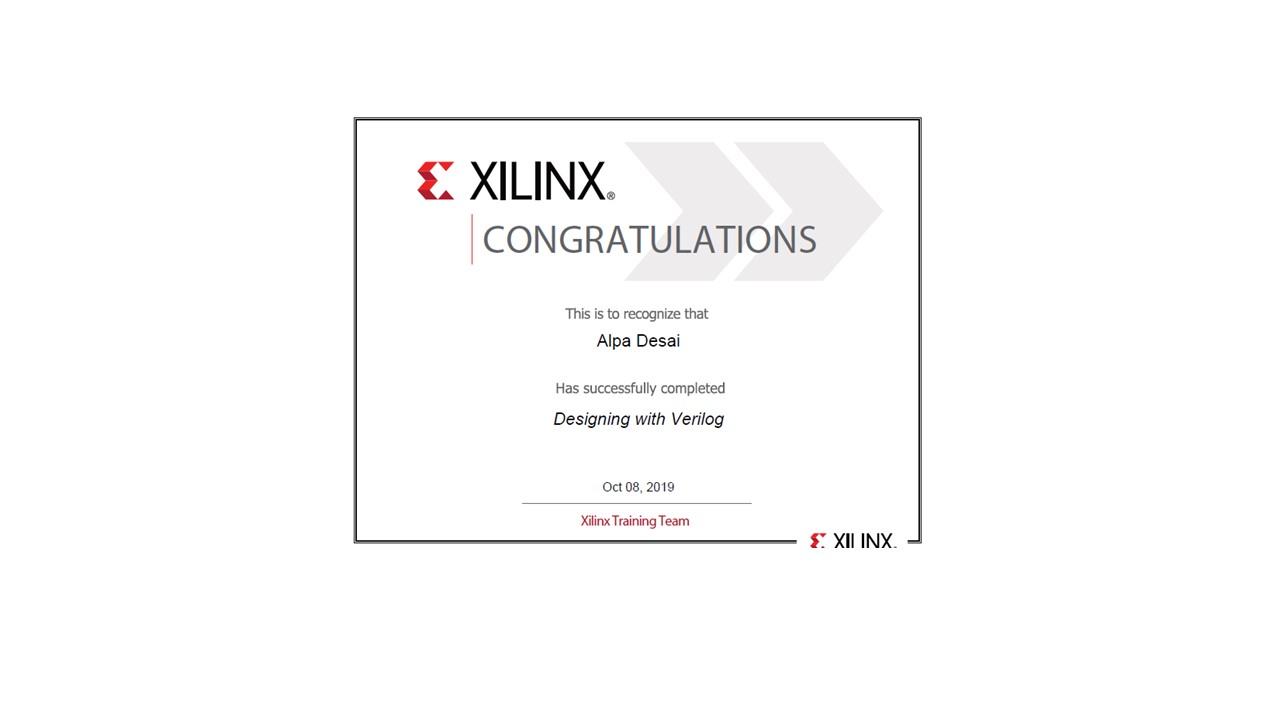 XILINX®
CONGRATULATIONS
This is to recognize that
Alpa Desai
Has successfully completed
Designing with Verilog
Oct 08, 2019
Xilinx Training Team
XILINX